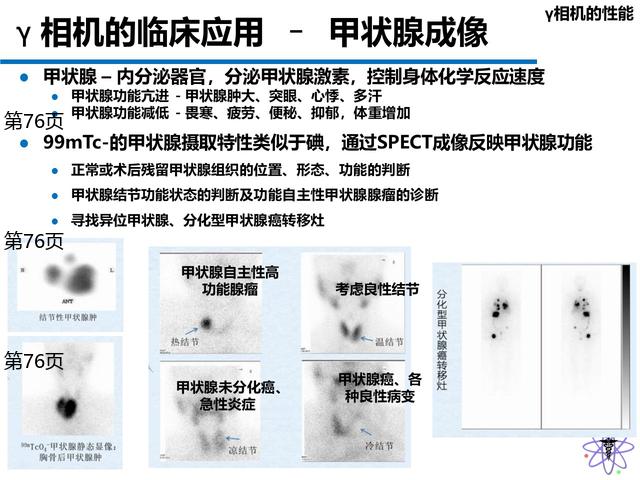 γ相机的性能
γ 相机的临床应用 － 甲状腺成像
甲状腺 – 内分泌器官，分泌甲状腺激素，控制身体化学反应速度
甲状腺功能亢进 - 甲状腺肿大、突眼、心悸、多汗
甲状腺功能减低 - 畏寒、疲劳、便秘、抑郁，体重增加
第76页
99mTc-的甲状腺摄取特性类似于碘，通过SPECT成像反映甲状腺功能
正常或术后残留甲状腺组织的位置、形态、功能的判断
甲状腺结节功能状态的判断及功能自主性甲状腺腺瘤的诊断
寻找异位甲状腺、分化型甲状腺癌转移灶
第76页
R
L
ANT
结节性甲状腺肿
第76页
99mTcO4-甲状腺静态显像:
胸骨后甲状腺肿
甲状腺自主性高
功能腺瘤
热结节
考虑良性结节
温结节
甲状腺未分化癌、
急性炎症
凉结节
甲状腺癌、各
种良性病变
冷结节
分化型甲状腺癌转移灶